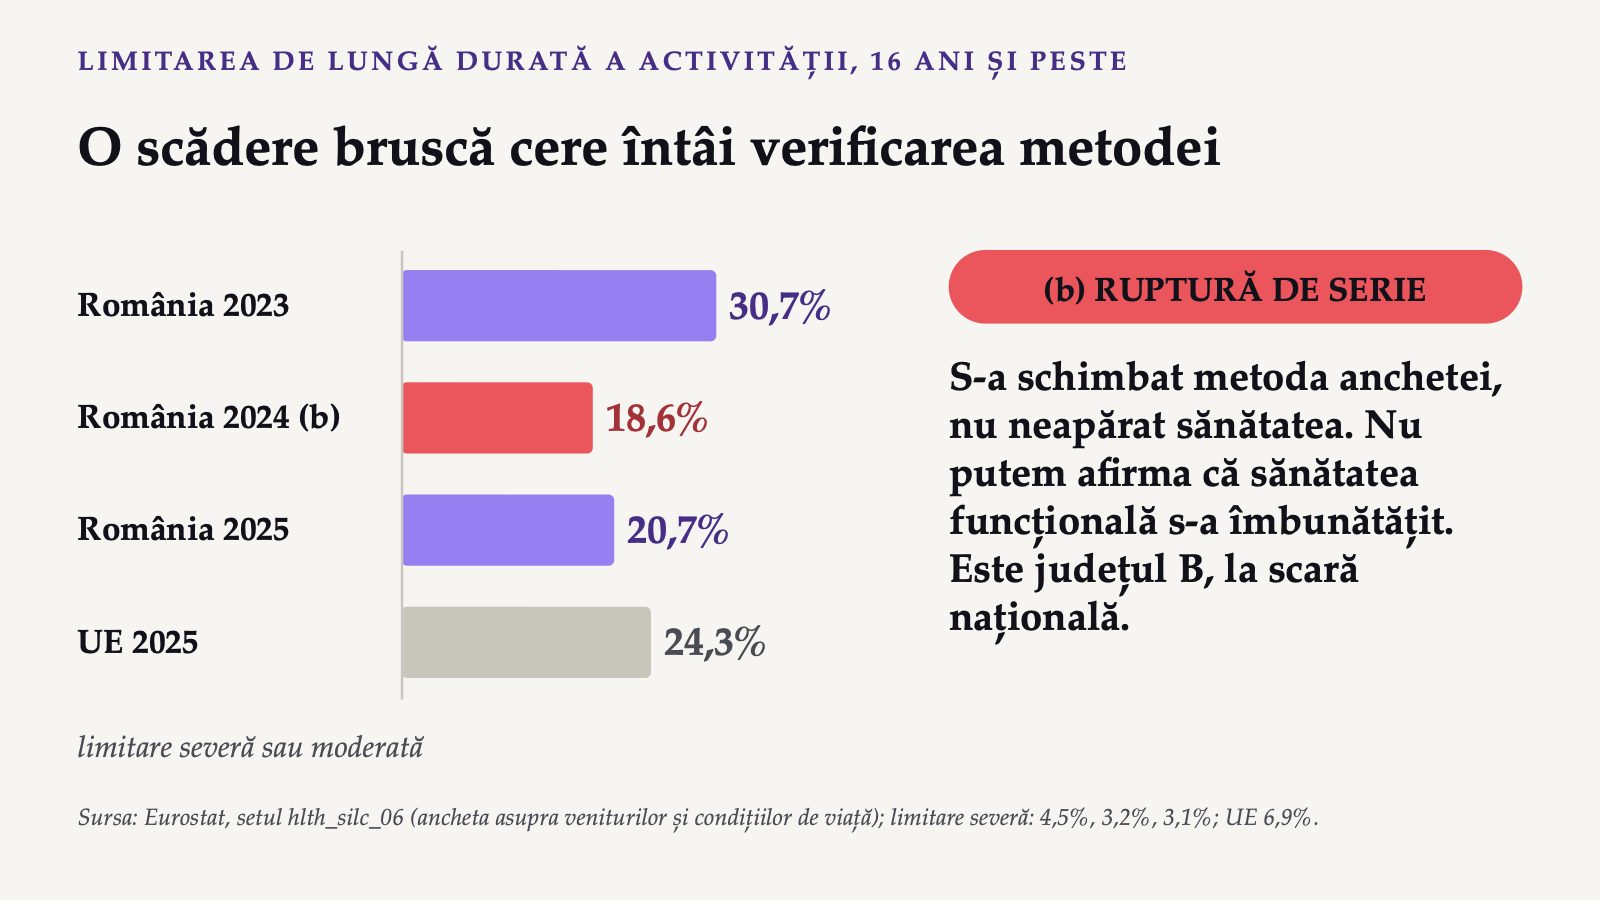 LIMITAREA DE LUNGĂ DURATĂ A ACTIVITĂȚII, 16 ANI ȘI PESTE
O scădere bruscă cere întâi verificarea metodei
România 2023
30,7%
România 2024 (b)
18,6%
România 2025
20,7%
UE 2025
24,3%
limitare severă sau moderată
(b) RUPTURĂ DE SERIE
S-a schimbat metoda anchetei,
nu neapărat sănătatea. Nu
putem afirma că sănătatea
funcțională s-a îmbunătățit.
Este județul B, la scară
națională.
Sursa: Eurostat, setul hlth_silc_06 (ancheta asupra veniturilor și condițiilor de viață); limitare severă: 4,5%, 3,2%, 3,1%; UE 6,9%.